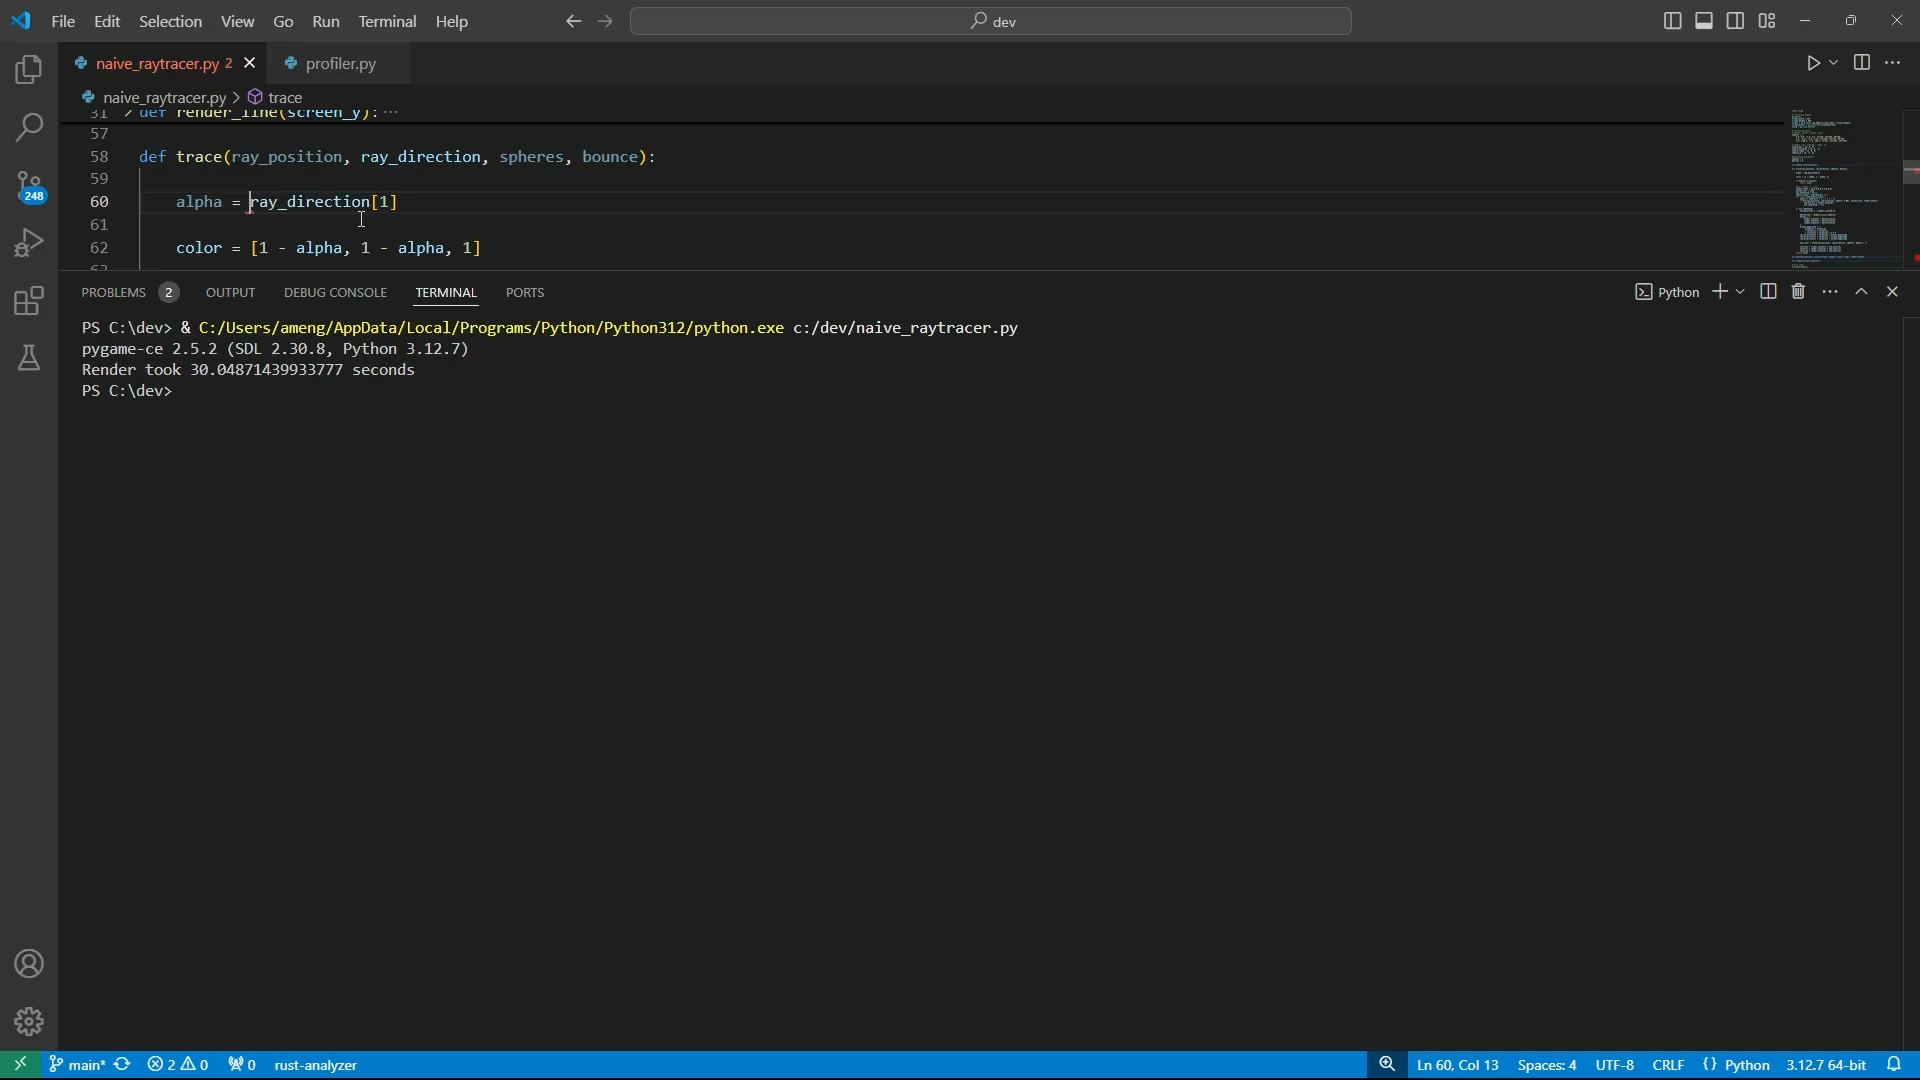 File Edit Selection View Go Run Terminal Help
dev
naive_raytracer.py 2
profiler.py
naive_raytracer.py > trace
31 > def render_line(screen_y): ···
57
58 def trace(ray_position, ray_direction, spheres, bounce):
59
60 alpha = ray_direction[1]
61
62 color = [1 - alpha, 1 - alpha, 1]
63
PROBLEMS 2 OUTPUT DEBUG CONSOLE TERMINAL PORTS
Python
PS C:\dev> & C:/Users/ameng/AppData/Local/Programs/Python/Python312/python.exe c:/dev/naive_raytracer.py
pygame-ce 2.5.2 (SDL 2.30.8, Python 3.12.7)
Render took 30.04871439933777 seconds
PS C:\dev>
248
main* 2 0 0 rust-analyzer
Ln 60, Col 13 Spaces: 4 UTF-8 CRLF {} Python 3.12.7 64-bit